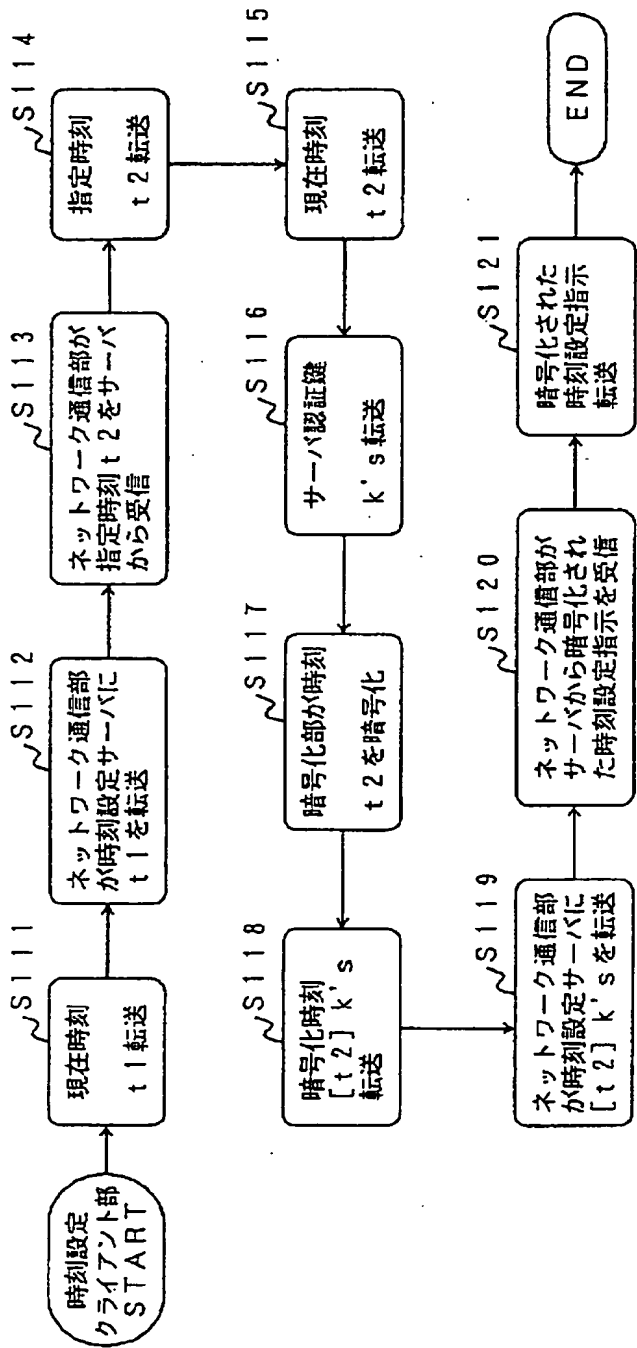 時刻設定
クライアント部
START
S111
現在時刻
t1転送
S112
ネットワーク通信部
が時刻設定サーバに
t1を転送
S113
ネットワーク通信部が
指定時刻t2をサーバ
から受信
S114
指定時刻
t2転送
S115
現在時刻
t2転送
S116
サーバ認証鍵
k's転送
S117
暗号化部が時刻
t2を暗号化
S118
暗号化時刻
[t2]k's
転送
S119
ネットワーク通信部
が時刻設定サーバに
[t2]k'sを転送
S120
ネットワーク通信部が
サーバから暗号化され
た時刻設定指示を受信
S121
暗号化された
時刻設定指示
転送
END